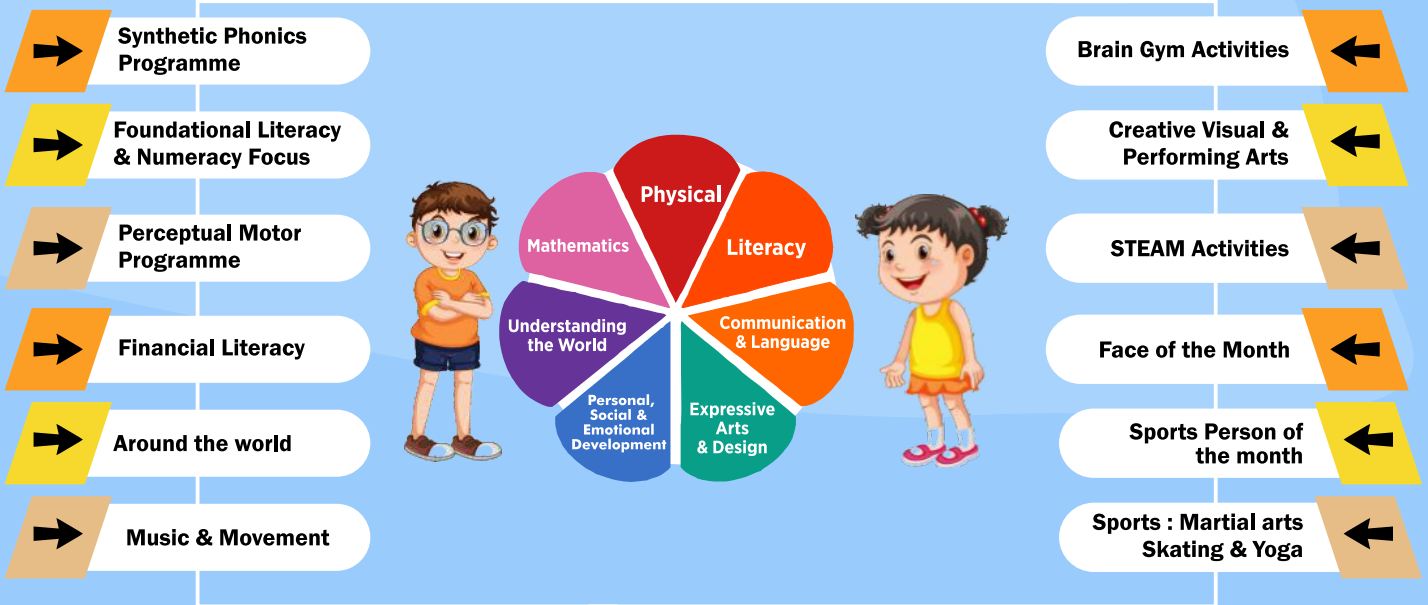 Synthetic Phonics
Programme
Foundational Literacy
& Numeracy Focus
Perceptual Motor
Programme
Financial Literacy
Around the world
Music & Movement
Physical
Literacy
Communication
& Language
Expressive
Arts
& Design
Personal,
Social &
Emotional
Development
Understanding
the World
Mathematics
Brain Gym Activities
Creative Visual &
Performing Arts
STEAM Activities
Face of the Month
Sports Person of
the month
Sports : Martial arts
Skating & Yoga